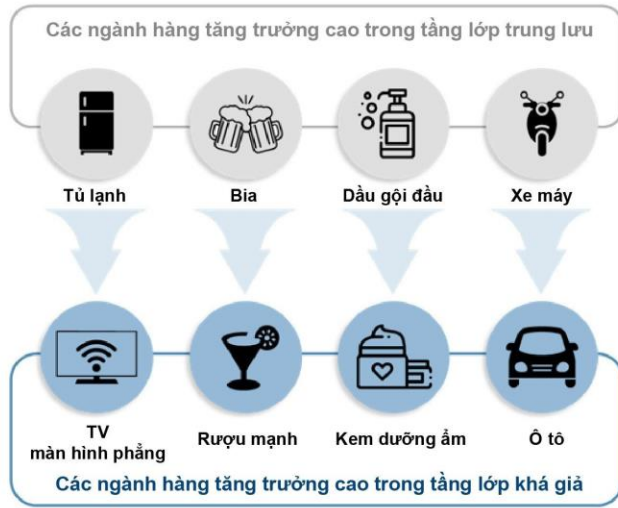 Các ngành hàng tăng trưởng cao trong tầng lớp trung lưu
Tủ lạnh
Bia
Dầu gội đầu
Xe máy
TV
màn hình phẳng
Rượu mạnh
Kem dưỡng ẩm
Ô tô
Các ngành hàng tăng trưởng cao trong tầng lớp khá giả